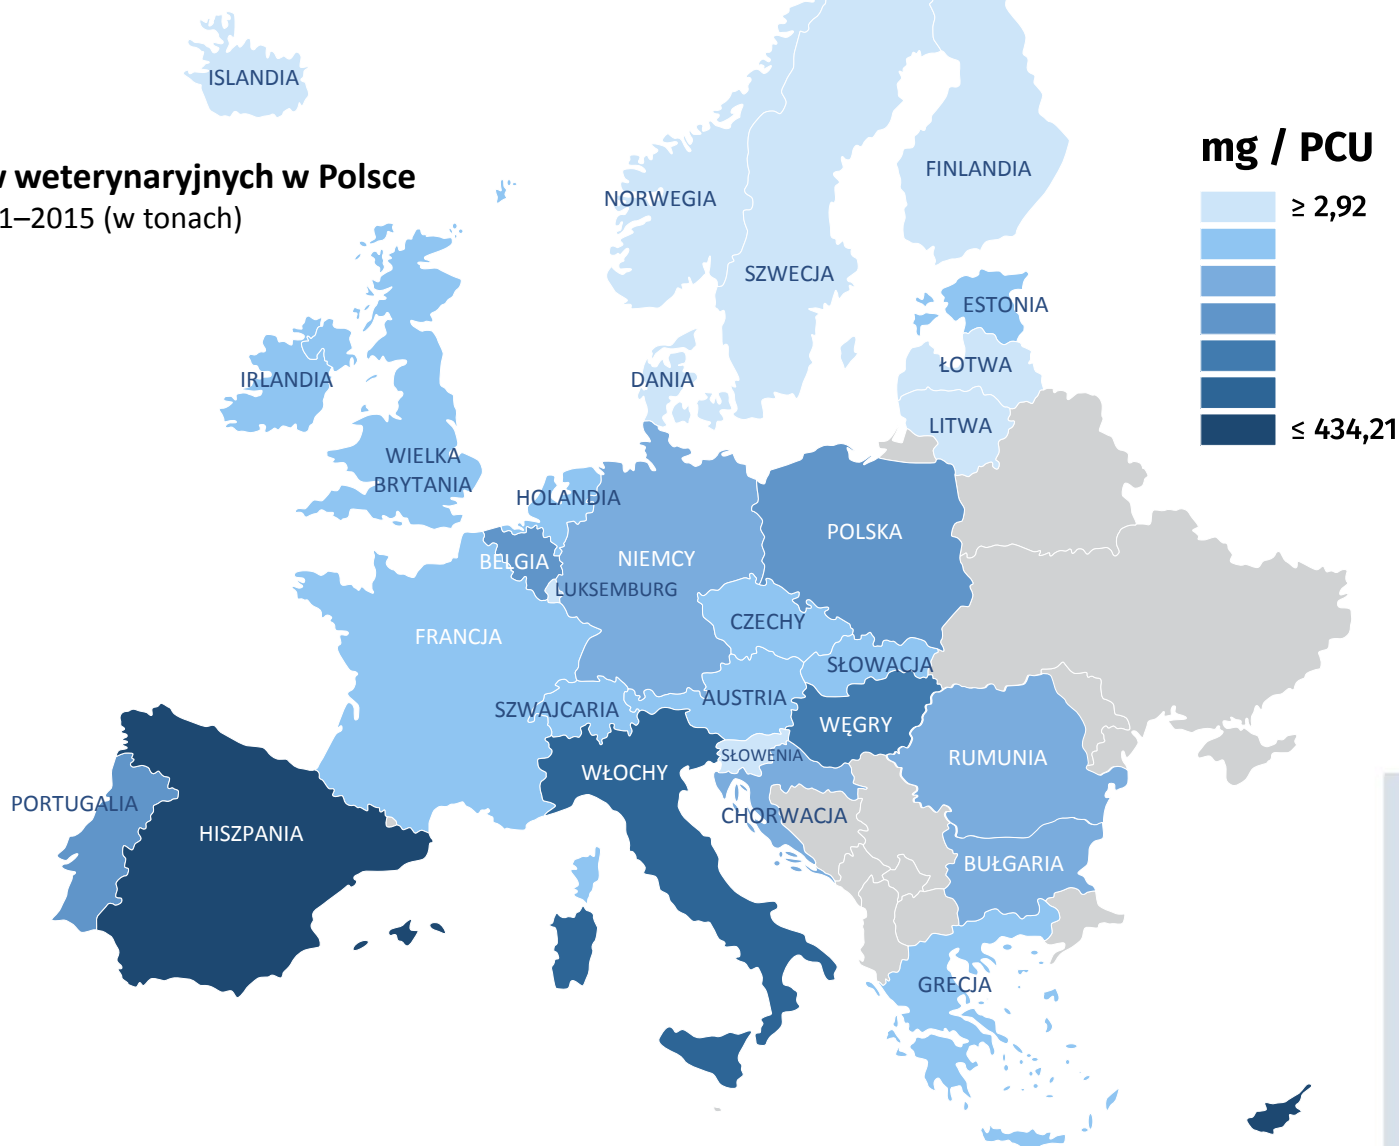 ISLANDIA
weterynaryjnych w Polsce
1–2015 (w tonach)
mg / PCU
≥ 2,92
≤ 434,21
FINLANDIA
NORWEGIA
SZWECJA
ESTONIA
ŁOTWA
DANIA
IRLANDIA
LITWA
WIELKA
BRYTANIA
HOLANDIA
POLSKA
BELGIA
NIEMCY
LUKSEMBURG
CZECHY
FRANCJA
SŁOWACJA
AUSTRIA
SZWAJCARIA
WĘGRY
SŁOWENIA
RUMUNIA
WŁOCHY
PORTUGALIA
CHORWACJA
HISZPANIA
BUŁGARIA
GRECJA